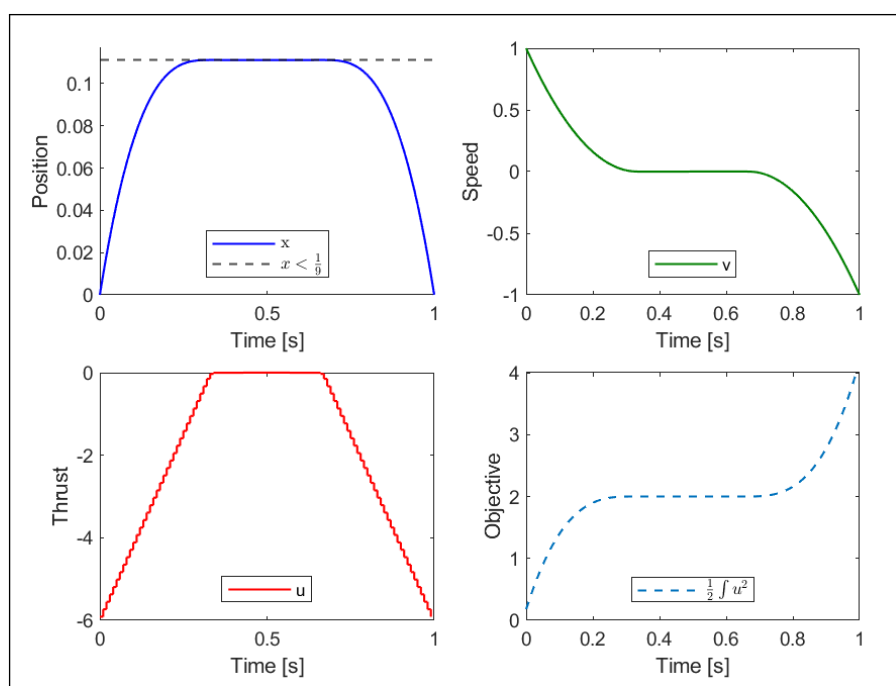 0.1
0.08
0.06
0.04
0.02
0
Position
x
x < 1/9
0 0.5 1
Time [s]
1
0.5
0
-0.5
-1
Speed
v
0 0.2 0.4 0.6 0.8 1
Time [s]
0
-2
-4
-6
Thrust
u
0 0.5 1
Time [s]
4
3
2
1
0
Objective
½ ∫ u²
0 0.2 0.4 0.6 0.8 1
Time [s]